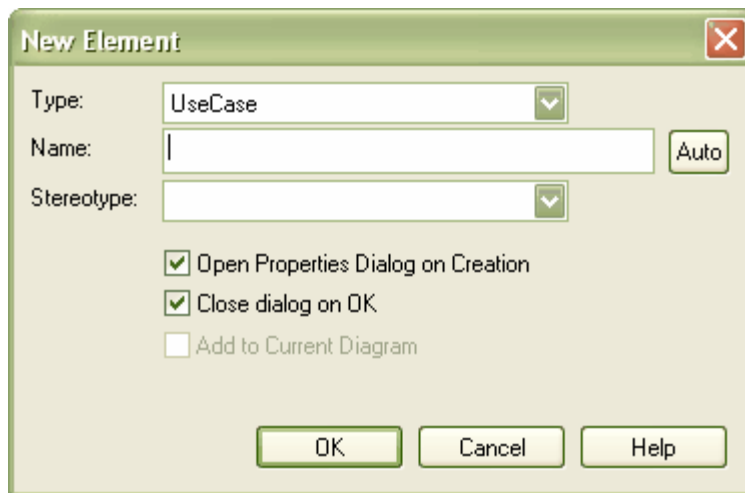 New Element
Type: UseCase
Name: Auto
Stereotype:
Open Properties Dialog on Creation
Close dialog on OK
Add to Current Diagram
OK Cancel Help